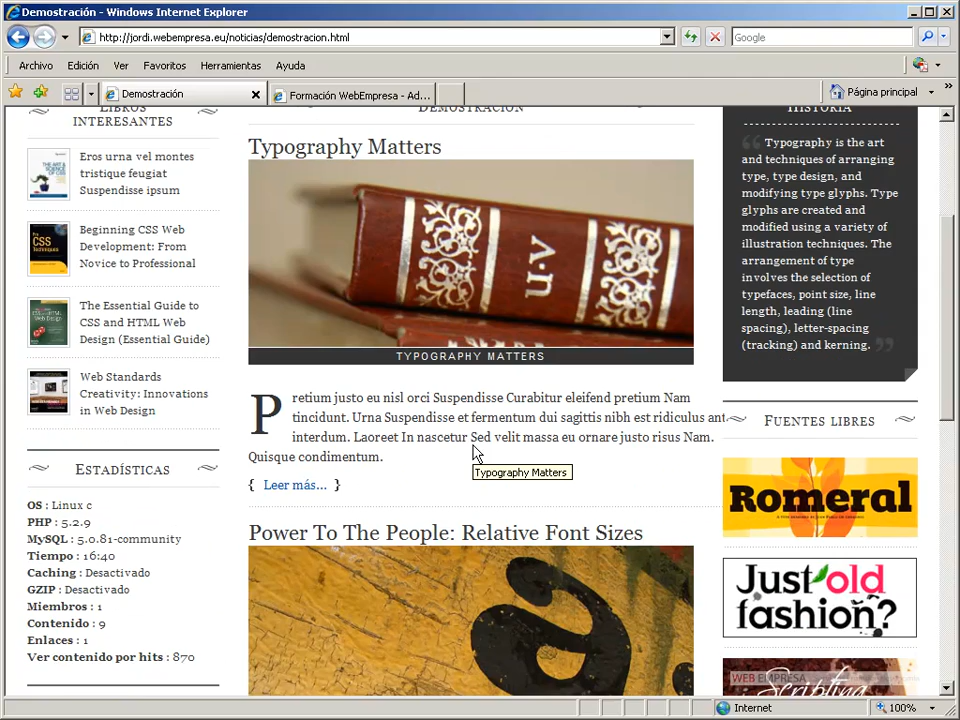 Demostración - Windows Internet Explorer
http://jordi.webempresa.eu/noticias/demostracion.html
Google
Archivo Edición Ver Favoritos Herramientas Ayuda
Demostración
Formación WebEmpresa - Ad...
Página principal
LIBROS
INTERESANTES
Eros urna vel montes
tristique feugiat
Suspendisse ipsum
Beginning CSS Web
Development: From
Novice to Professional
The Essential Guide to
CSS and HTML Web
Design (Essential Guide)
Web Standards
Creativity: Innovations
in Web Design
ESTADÍSTICAS
OS : Linux c
PHP : 5.2.9
MySQL : 5.0.81-community
Tiempo : 16:40
Caching : Desactivado
GZIP : Desactivado
Miembros : 1
Contenido : 9
Enlaces : 1
Ver contenido por hits : 870
DEMOSTRACIÓN
Typography Matters
U·V
TYPOGRAPHY MATTERS
Pretium justo eu nisl orci Suspendisse Curabitur eleifend pretium Nam
tincidunt. Urna Suspendisse et fermentum dui sagittis nibh est ridiculus ant
interdum. Laoreet In nascetur Sed velit massa eu ornare justo risus Nam.
Quisque condimentum.
Typography Matters
{ Leer más... }
Power To The People: Relative Font Sizes
a
HISTORIA
Typography is the art
and techniques of arranging
type, type design, and
modifying type glyphs. Type
glyphs are created and
modified using a variety of
illustration techniques. The
arrangement of type
involves the selection of
typefaces, point size, line
length, leading (line
spacing), letter-spacing
(tracking) and kerning.
FUENTES LIBRES
Romeral
Just old
fashion?
WEB EMPRESA
Scriptina
Internet
100%